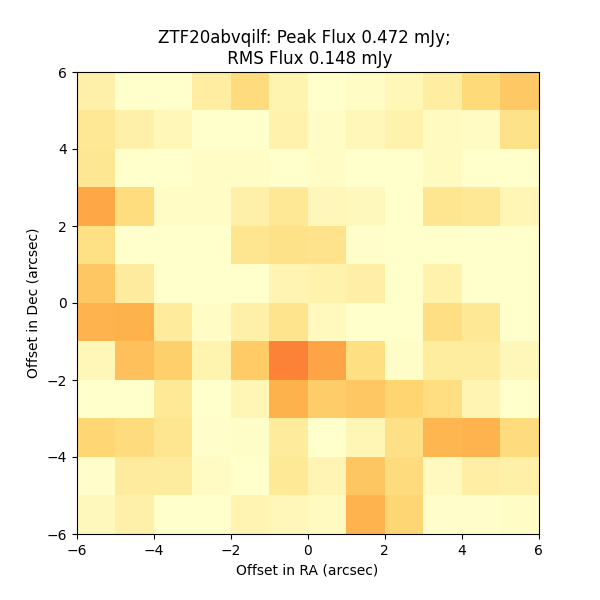 ZTF20abvqilf: Peak Flux 0.472 mJy;
RMS Flux 0.148 mJy
6
4
2
0
−2
−4
−6
Offset in Dec (arcsec)
−6 −4 −2 0 2 4 6
Offset in RA (arcsec)